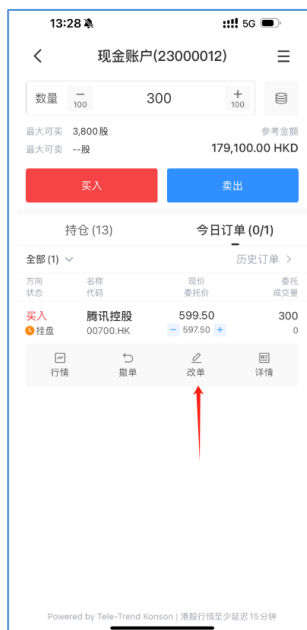 13:28 5G
现金账户(23000012)
数量 100 300 100
最大可买 3,800股 参考金额
最大可卖 --股 179,100.00 HKD
买入 卖出
持仓(13) 今日订单(0/1)
全部(1) 历史订单 >
方向 名称 现价 委托
状态 代码 委托价 成交量
买入 腾讯控股 599.50 300
挂盘 00700.HK − 597.50 + 0
行情 撤单 改单 详情
Powered by Tele-Trend Konson | 港股行情至少延迟15分钟